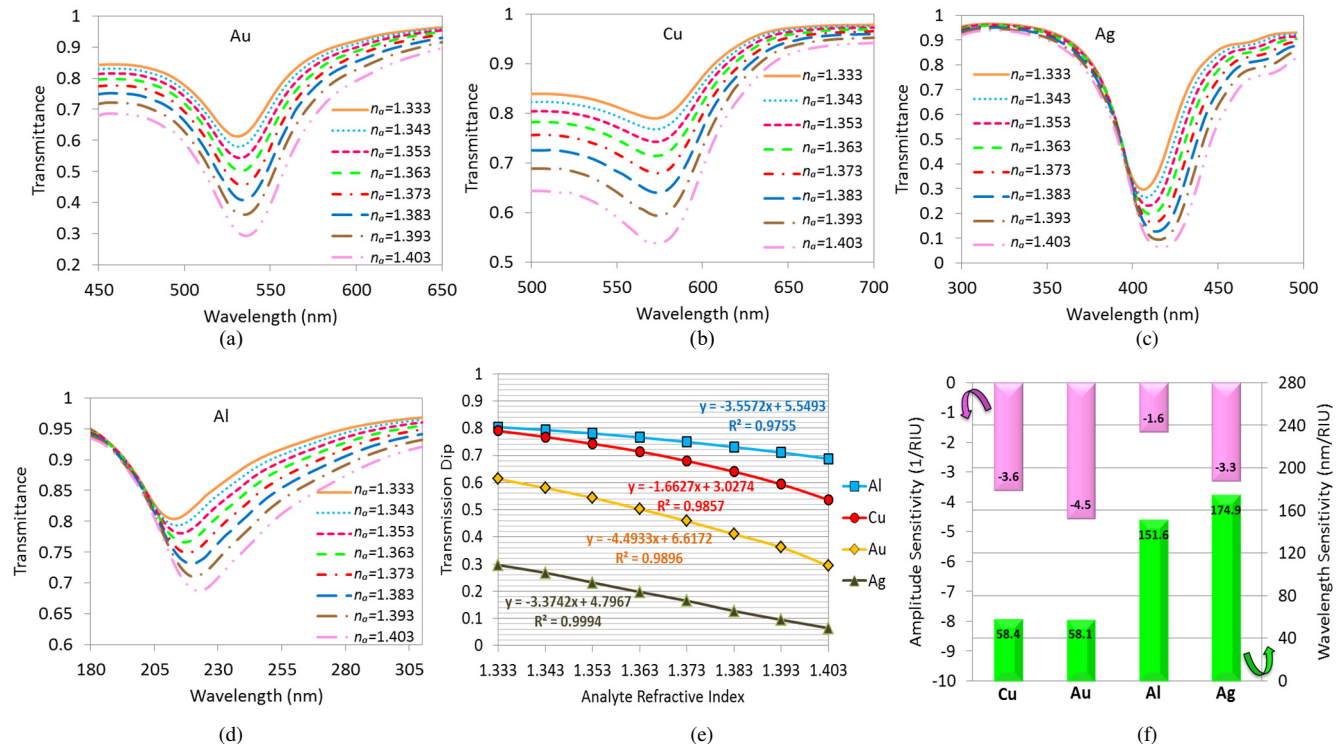 Au
Transmittance
1
0.9
0.8
0.7
0.6
0.5
0.4
0.3
0.2
450
500
550
600
650
nₐ=1.333
nₐ=1.343
nₐ=1.353
nₐ=1.363
nₐ=1.373
nₐ=1.383
nₐ=1.393
nₐ=1.403
Wavelength (nm)
(a)
Cu
Transmittance
1
0.9
0.8
0.7
0.6
0.5
500
550
600
650
700
nₐ=1.333
nₐ=1.343
nₐ=1.353
nₐ=1.363
nₐ=1.373
nₐ=1.383
nₐ=1.393
nₐ=1.403
Wavelength (nm)
(b)
Ag
Transmittance
1
0.9
0.8
0.7
0.6
0.5
0.4
0.3
0.2
0.1
0
300
350
400
450
500
nₐ=1.333
nₐ=1.343
nₐ=1.353
nₐ=1.363
nₐ=1.373
nₐ=1.383
nₐ=1.393
nₐ=1.403
Wavelength (nm)
(c)
Al
Transmittance
1
0.95
0.9
0.85
0.8
0.75
0.7
0.65
0.6
180
205
230
255
280
305
nₐ=1.333
nₐ=1.343
nₐ=1.353
nₐ=1.363
nₐ=1.373
nₐ=1.383
nₐ=1.393
nₐ=1.403
Wavelength (nm)
(d)
Transmission Dip
1
0.9
0.8
0.7
0.6
0.5
0.4
0.3
0.2
0.1
0
y = -3.5572x + 5.5493
R² = 0.9755
y = -1.6627x + 3.0274
R² = 0.9857
y = -4.4933x + 6.6172
R² = 0.9896
y = -3.3742x + 4.7967
R² = 0.9994
Al
Cu
Au
Ag
1.333
1.343
1.353
1.363
1.373
1.383
1.393
1.403
Analyte Refractive Index
(e)
Amplitude Sensitivity (1/RIU)
0
-1
-2
-3
-4
-5
-6
-7
-8
-9
-10
-3.6
-4.5
-1.6
-3.3
58.4
58.1
151.6
174.9
Cu
Au
Al
Ag
280
240
200
160
120
80
40
0
Wavelength Sensitivity (nm/RIU)
(f)